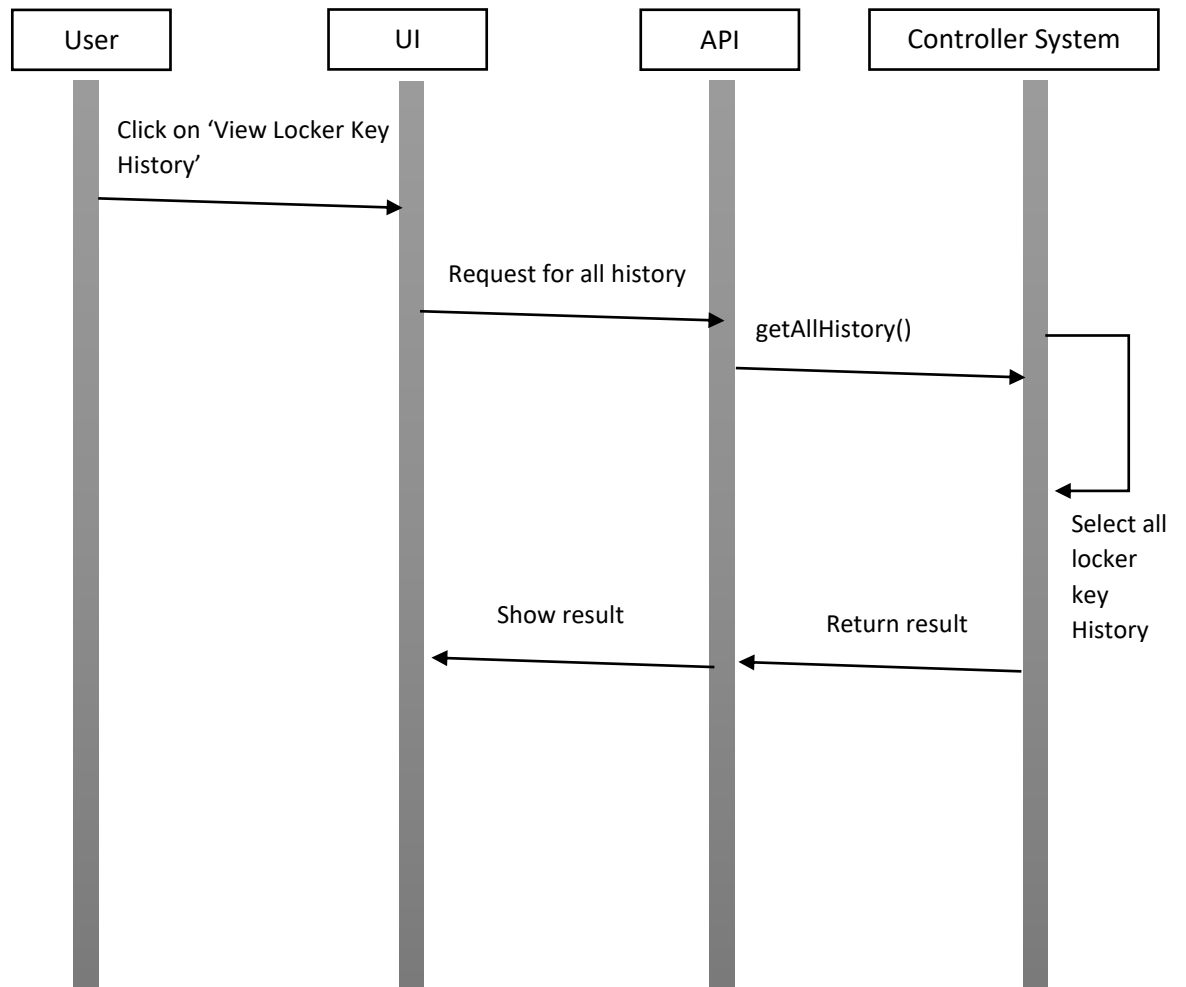 User
UI
API
Controller System
Click on ‘View Locker Key
History’
Request for all history
getAllHistory()
Select all
locker
key
History
Show result
Return result